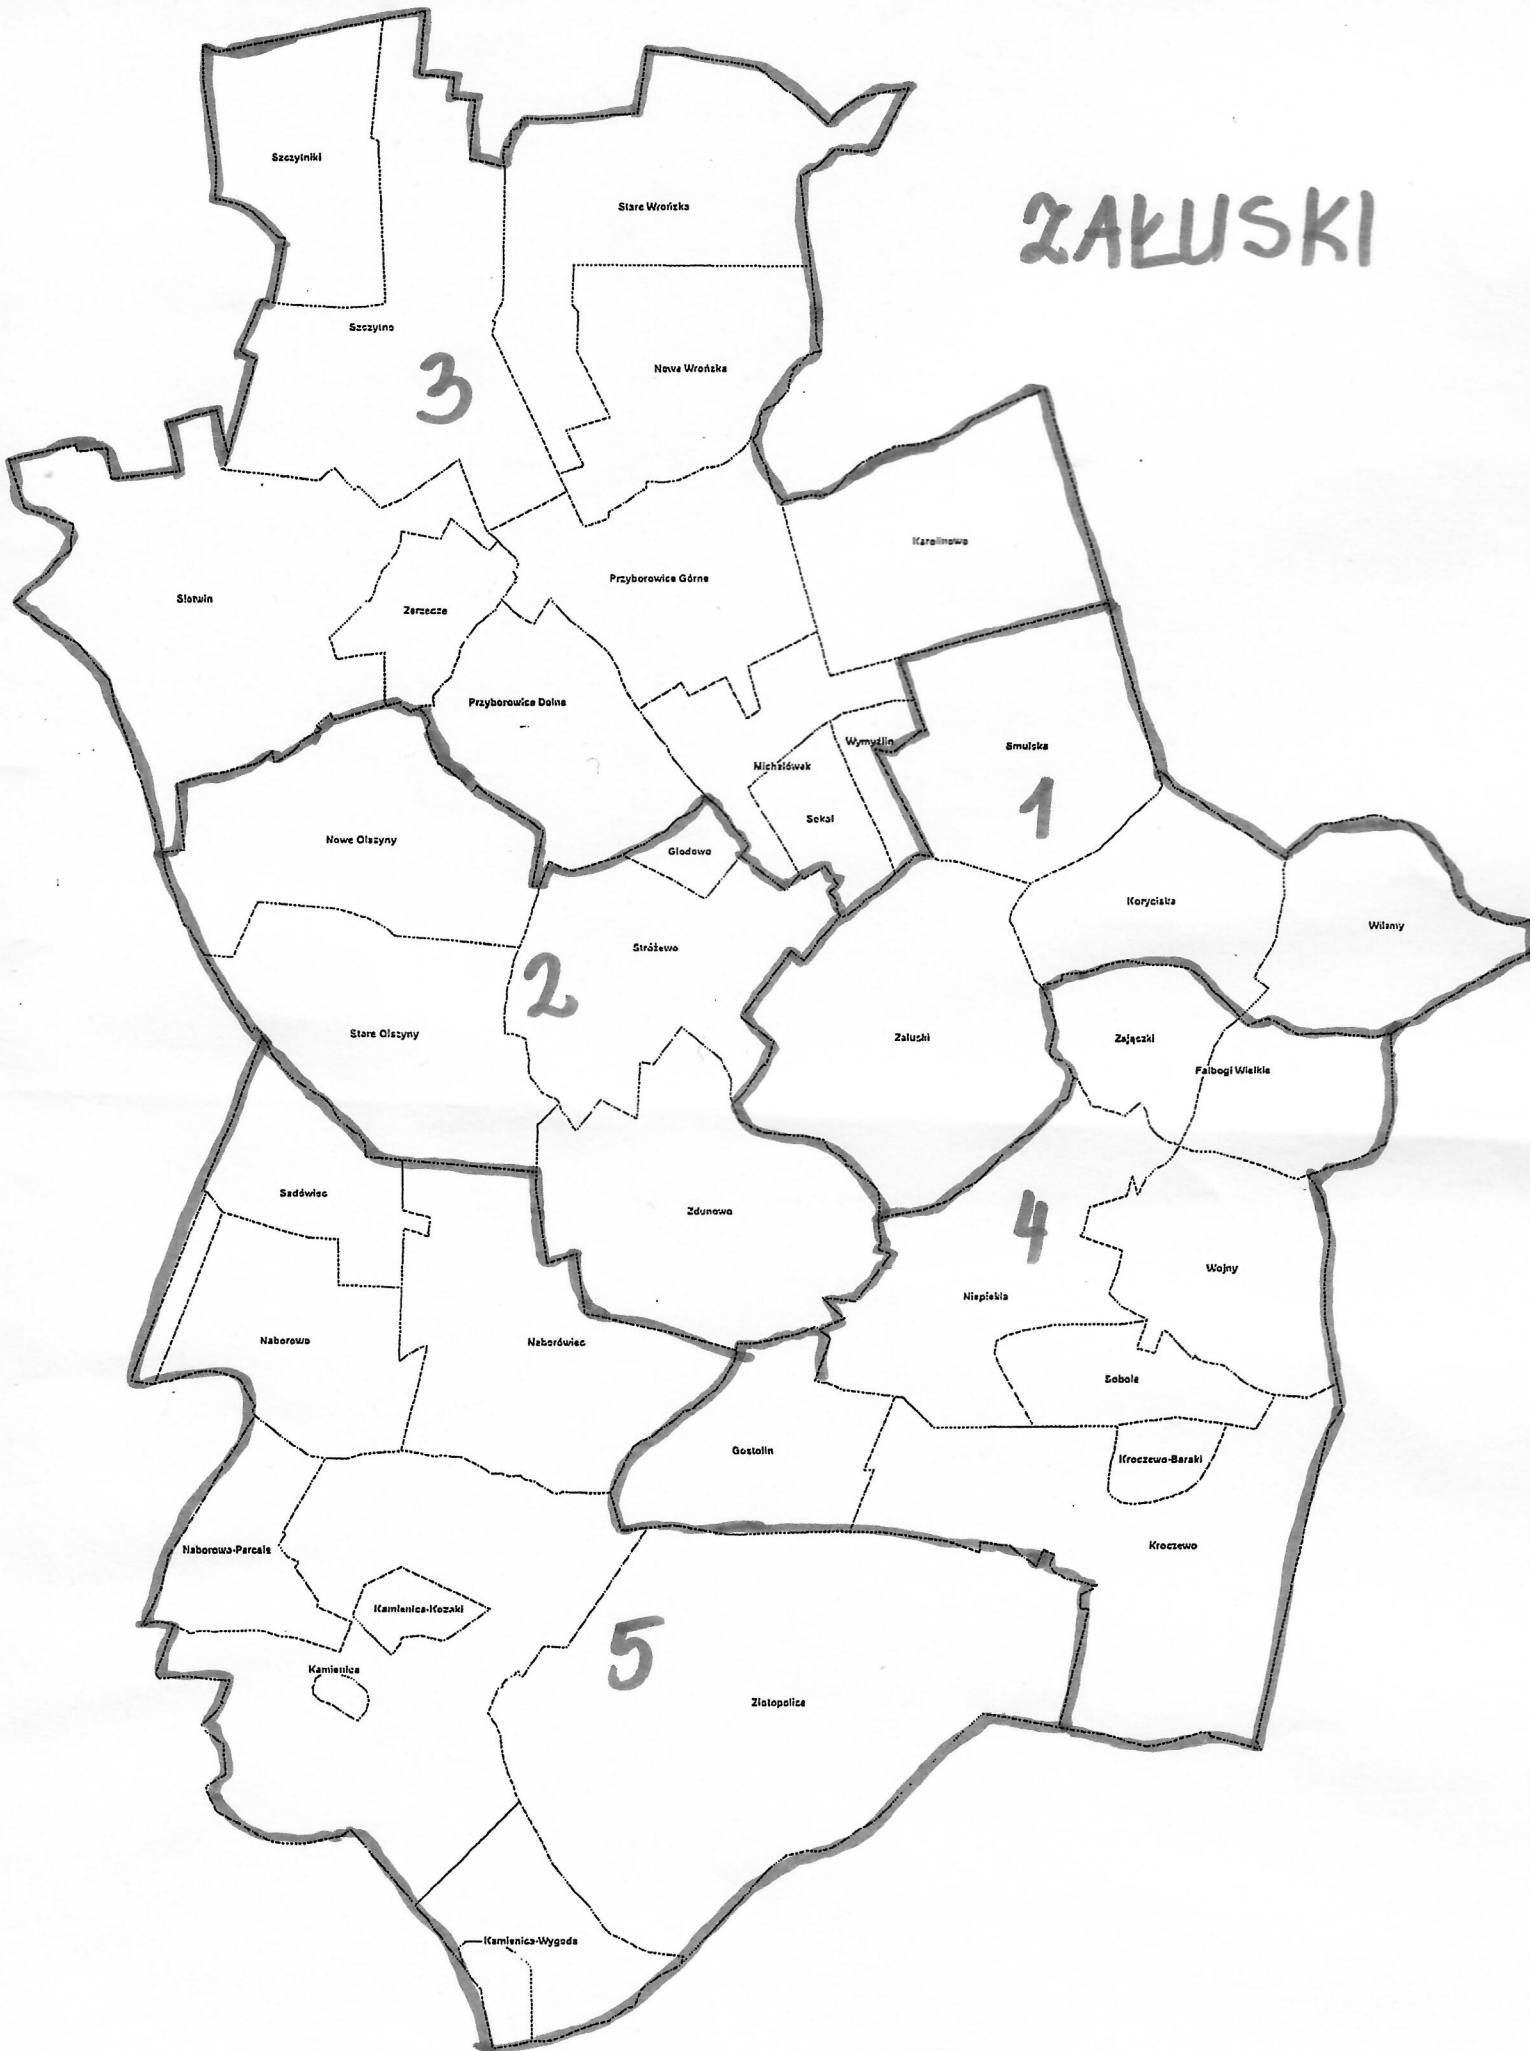 Szczytniki
Stare Wrońska
ZAŁUSKI
Szczytno
3
Nowe Wrońska
Karolinowo
Słotwin
Zarzecze
Przyborowice Górne
Przyborowice Dolne
Wymyślin
Smulska
Michałówek
Sokal
1
Nowe Olszyny
Głodowo
Koryciska
Wilamy
Stróżewo
2
Stare Olszyny
Załuski
Zajączki
Falbogi Wielkie
Sadówiec
Zdunowo
4
Wojny
Niepiekła
Naborowo
Naborówiec
Sobole
Gostolin
Kroczewo-Baraki
Kroczewo
Naborowo-Parcele
Kamienica-Kozaki
5
Kamienica
Złotopolice
Kamienica-Wygoda